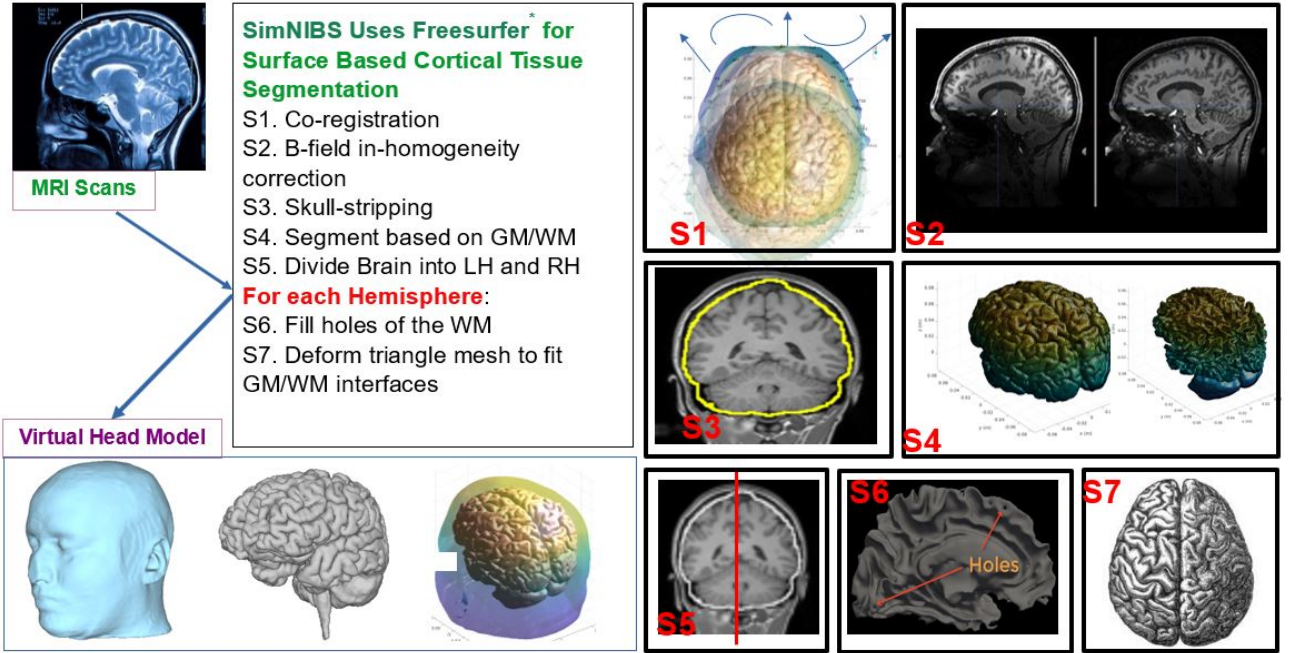 MRI Scans
SimNIBS Uses Freesurfer* for
Surface Based Cortical Tissue
Segmentation
S1. Co-registration
S2. B-field in-homogeneity
correction
S3. Skull-stripping
S4. Segment based on GM/WM
S5. Divide Brain into LH and RH
For each Hemisphere:
S6. Fill holes of the WM
S7. Deform triangle mesh to fit
GM/WM interfaces
Virtual Head Model
S1
S2
S3
S4
S5
S6
Holes
S7